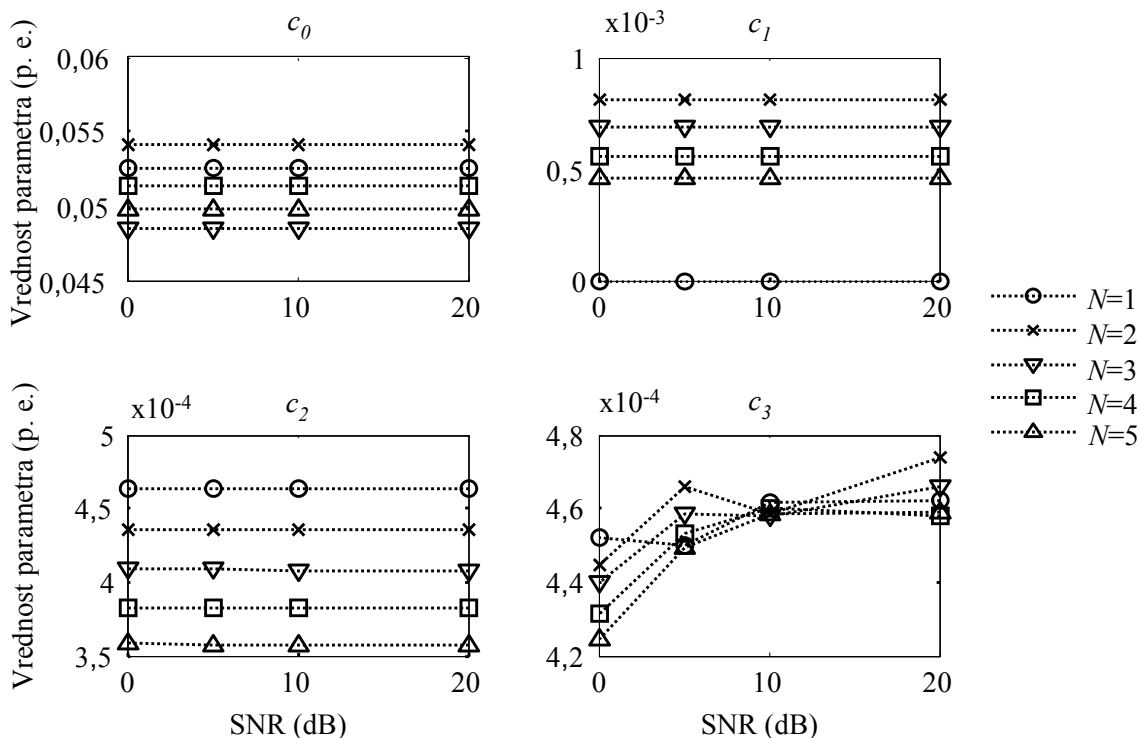 c0
x10-3
c1
Vrednost parametra (p. e.)
0,06
0,055
0,05
0,045
0
10
20
1
0,5
0
0
10
20
N=1
N=2
N=3
N=4
N=5
x10-4
c2
x10-4
c3
Vrednost parametra (p. e.)
5
4,5
4
3,5
0
10
20
SNR (dB)
4,8
4,6
4,4
4,2
0
10
20
SNR (dB)